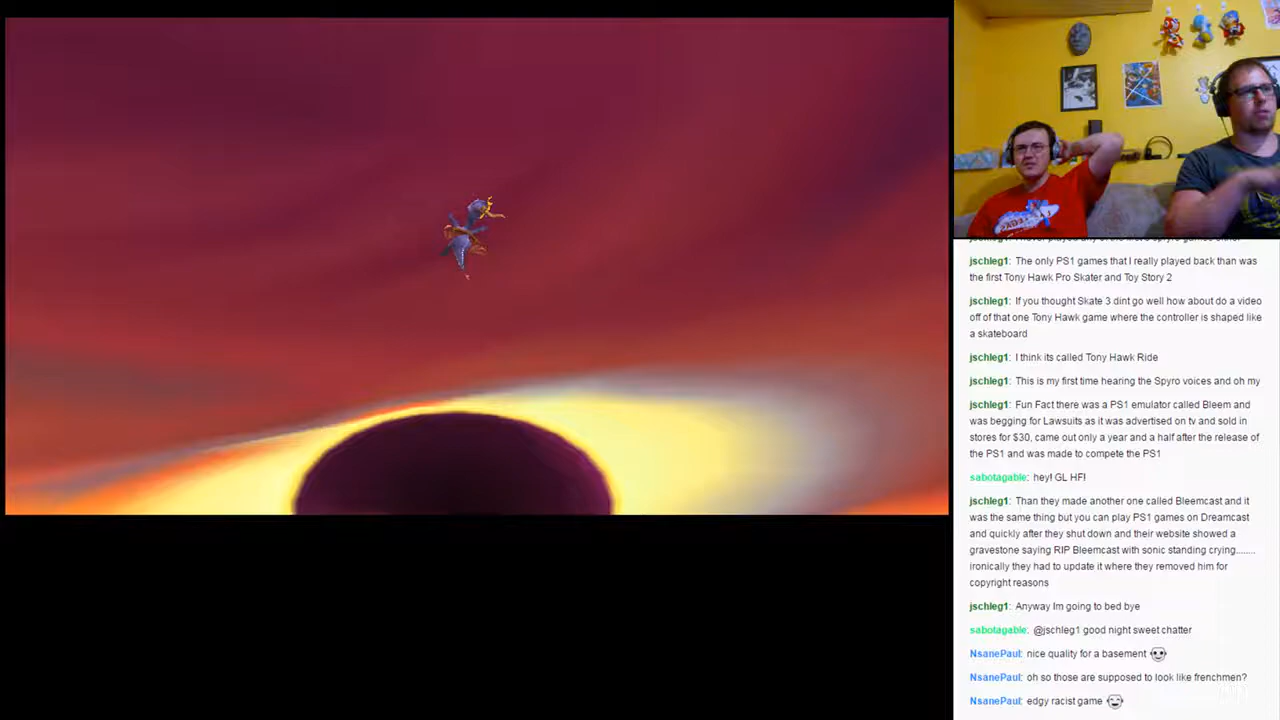 jschleg1: The only PS1 games that I really played back than was
the first Tony Hawk Pro Skater and Toy Story 2
jschleg1: If you thought Skate 3 dint go well how about do a video
off of that one Tony Hawk game where the controller is shaped like
a skateboard
jschleg1: I think its called Tony Hawk Ride
jschleg1: This is my first time hearing the Spyro voices and oh my
jschleg1: Fun Fact there was a PS1 emulator called Bleem and
was begging for Lawsuits as it was advertised on tv and sold in
stores for $30, came out only a year and a half after the release of
the PS1 and was made to compete the PS1
sabotagable: hey! GL HF!
jschleg1: Than they made another one called Bleemcast and it
was the same thing but you can play PS1 games on Dreamcast
and quickly after they shut down and their website showed a
gravestone saying RIP Bleemcast with sonic standing crying........
ironically they had to update it where they removed him for
copyright reasons
jschleg1: Anyway Im going to bed bye
sabotagable: @jschleg1 good night sweet chatter
NsanePaul: nice quality for a basement
NsanePaul: oh so those are supposed to look like frenchmen?
NsanePaul: edgy racist game